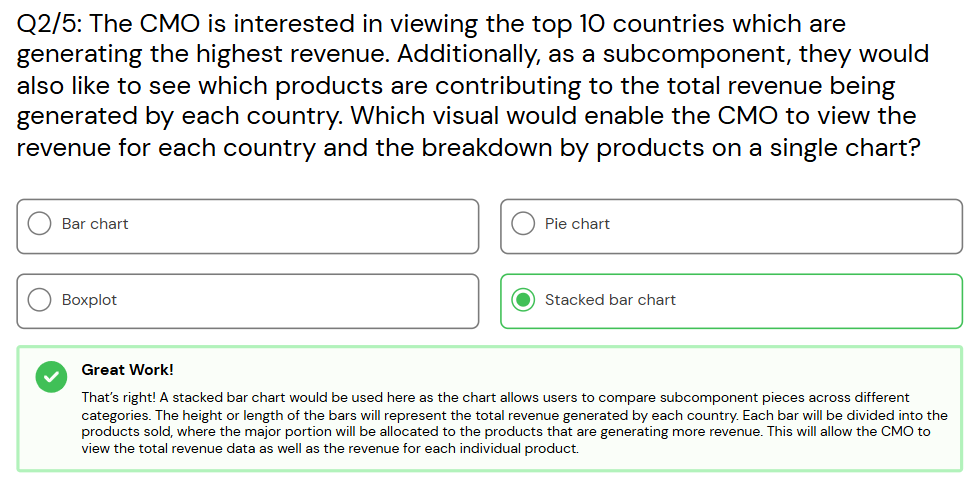 Q2/5: The CMO is interested in viewing the top 10 countries which are
generating the highest revenue. Additionally, as a subcomponent, they would
also like to see which products are contributing to the total revenue being
generated by each country. Which visual would enable the CMO to view the
revenue for each country and the breakdown by products on a single chart?
Bar chart
Pie chart
Boxplot
Stacked bar chart
Great Work!
That's right! A stacked bar chart would be used here as the chart allows users to compare subcomponent pieces across different
categories. The height or length of the bars will represent the total revenue generated by each country. Each bar will be divided into the
products sold, where the major portion will be allocated to the products that are generating more revenue. This will allow the CMO to
view the total revenue data as well as the revenue for each individual product.